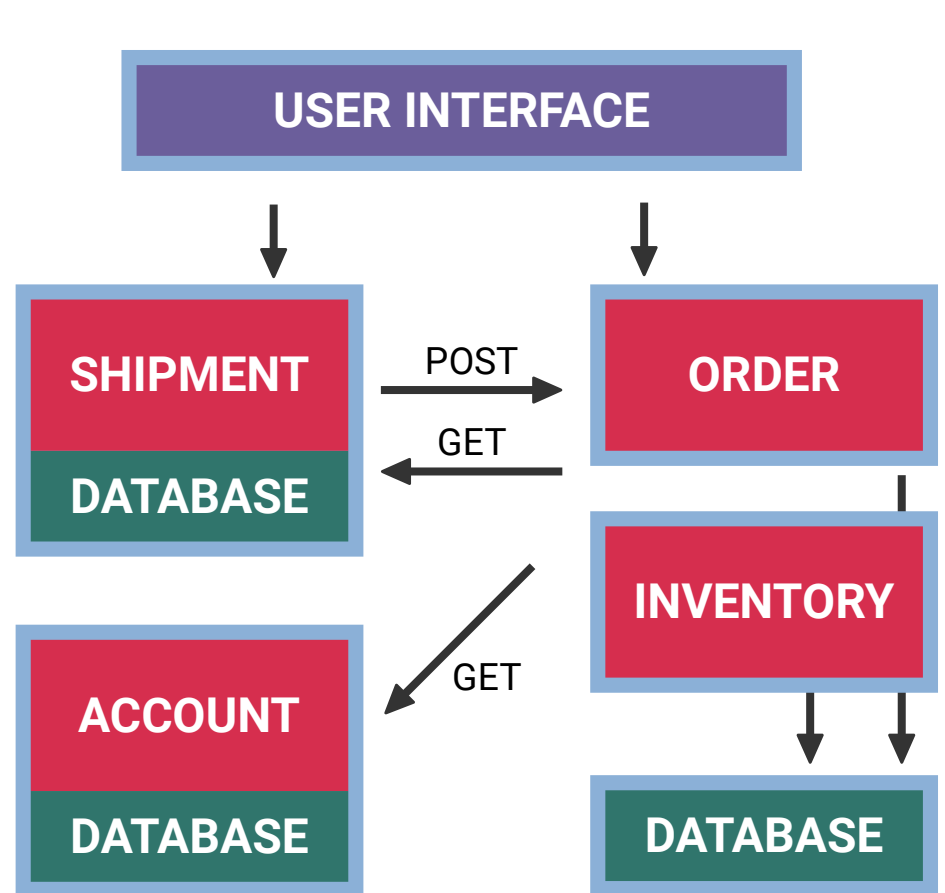 USER INTERFACE
SHIPMENT
DATABASE
POST
GET
ORDER
INVENTORY
GET
ACCOUNT
DATABASE
DATABASE